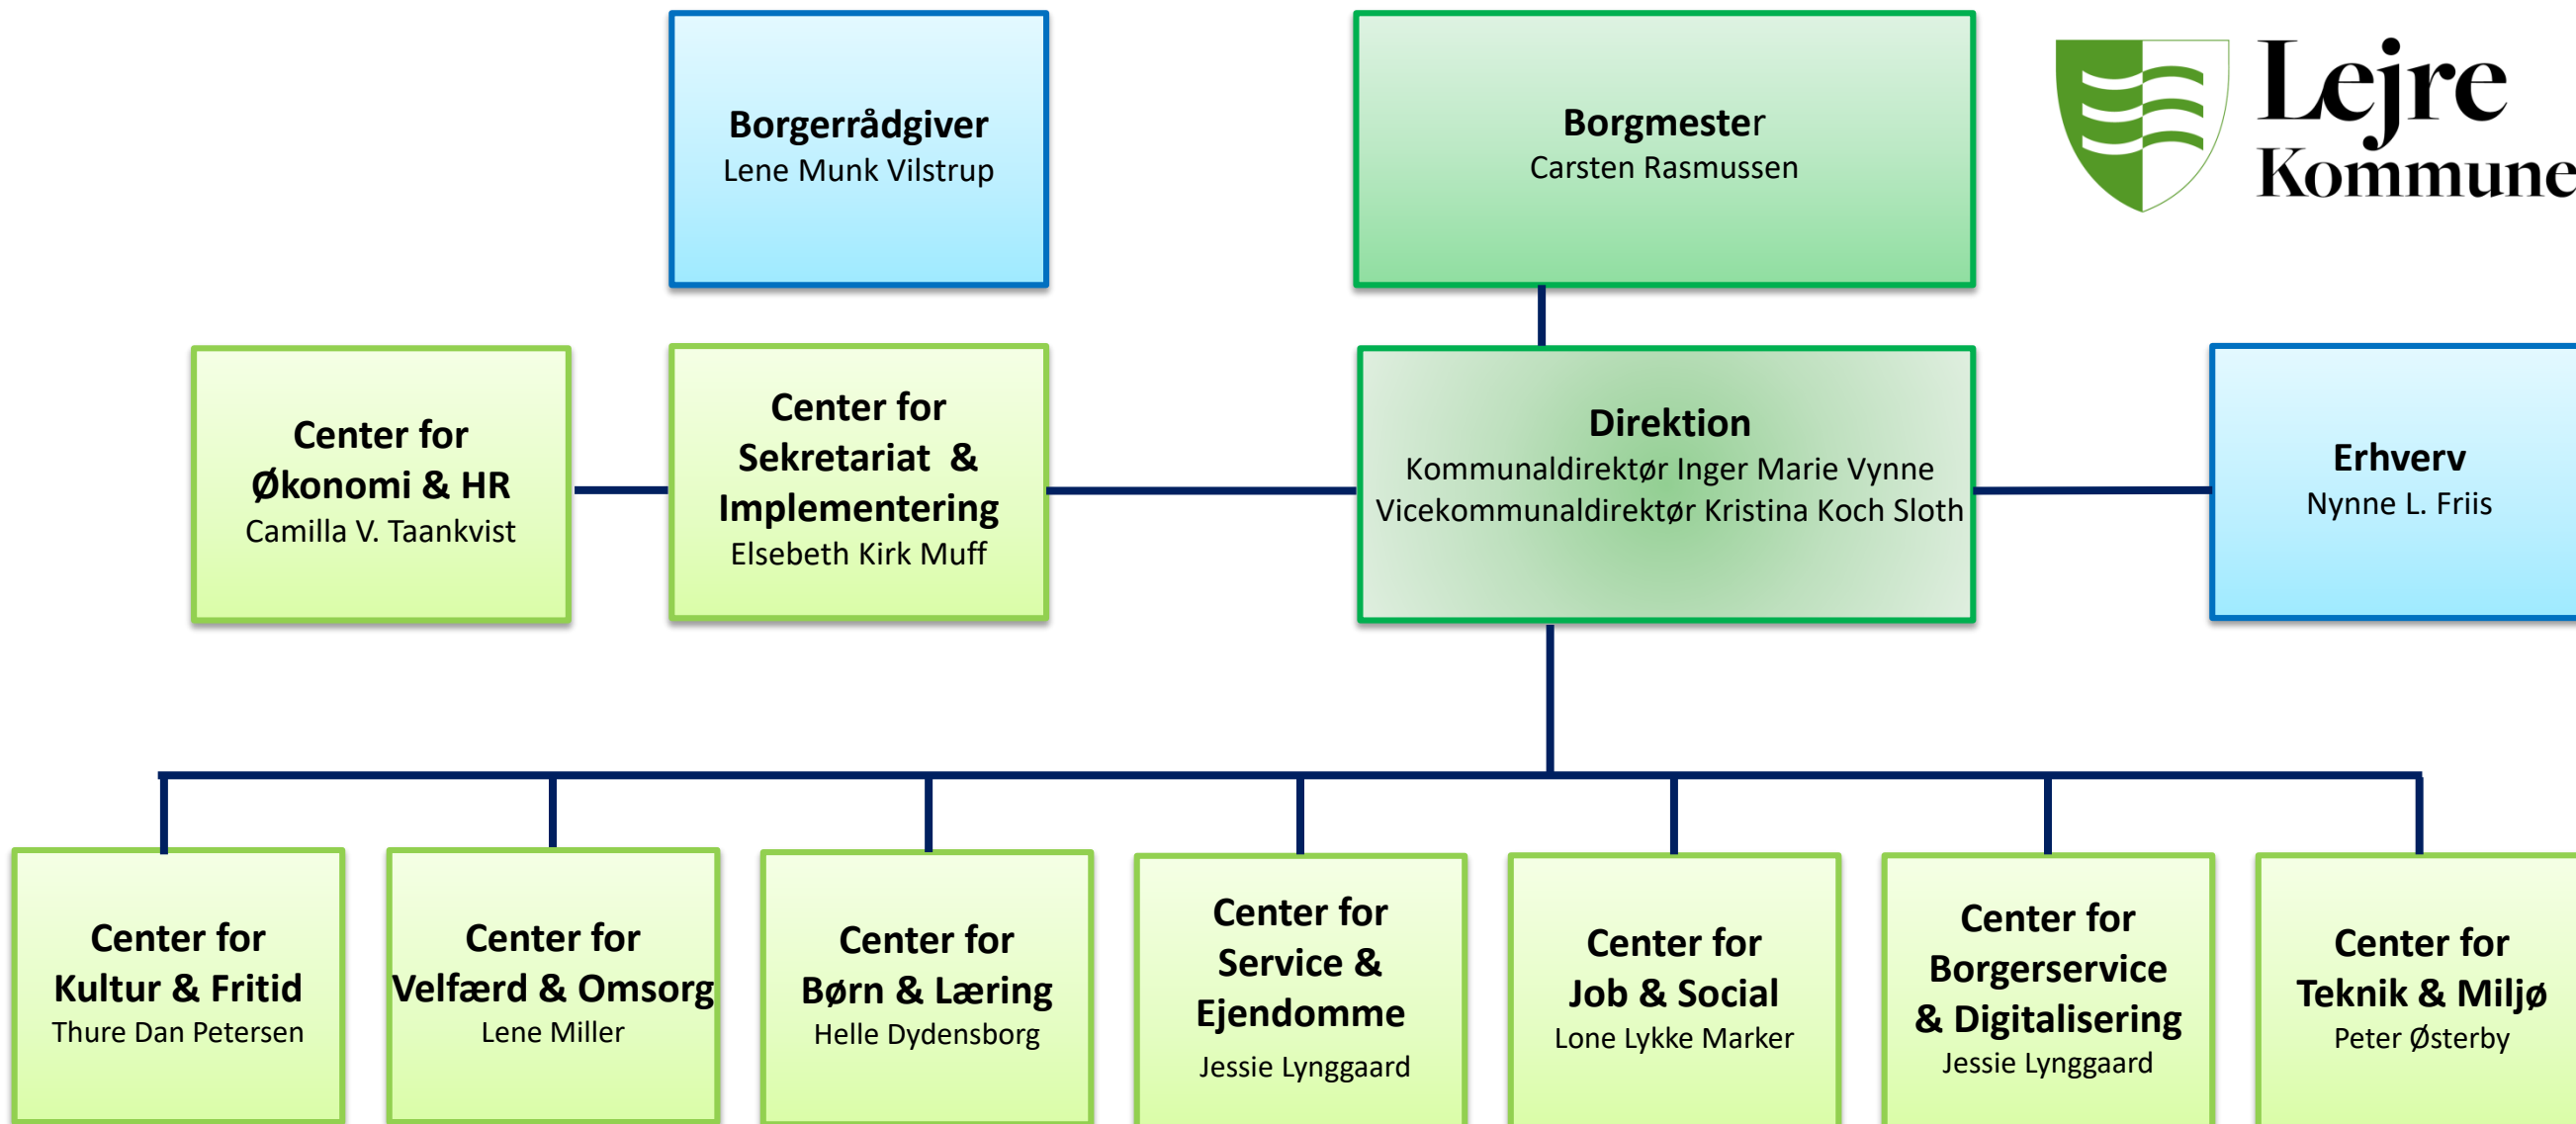 Borgerrådgiver
Lene Munk Vilstrup
Borgmester
Carsten Rasmussen
Lejre
Kommune
Center for
Økonomi & HR
Camilla V. Taankvist
Center for
Sekretariat &
Implementering
Elsebeth Kirk Muff
Direktion
Kommunaldirektør Inger Marie Vynne
Vicekommunaldirektør Kristina Koch Sloth
Erhverv
Nynne L. Friis
Center for
Kultur & Fritid
Thure Dan Petersen
Center for
Velfærd & Omsorg
Lene Miller
Center for
Børn & Læring
Helle Dydensborg
Center for
Service &
Ejendomme
Jessie Lynggaard
Center for
Job & Social
Lone Lykke Marker
Center for
Borgerservice
& Digitalisering
Jessie Lynggaard
Center for
Teknik & Miljø
Peter Østerby